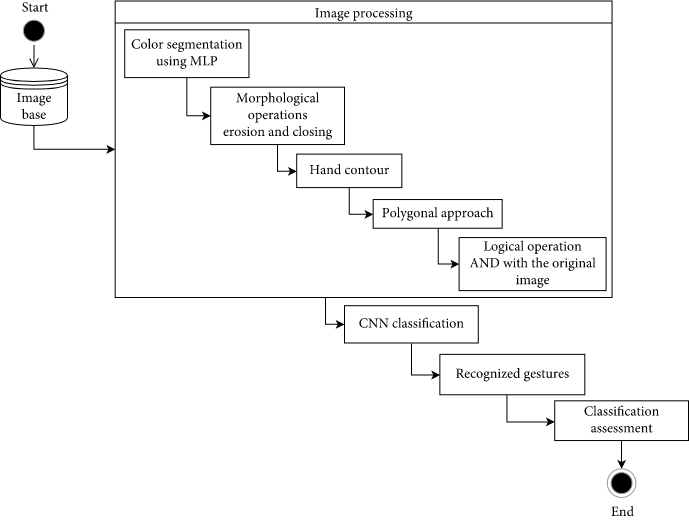 Start
Image
base
Image processing
Color segmentation
using MLP
Morphological
operations
erosion and closing
Hand contour
Polygonal approach
Logical operation
AND with the original
image
CNN classification
Recognized gestures
Classification
assessment
End